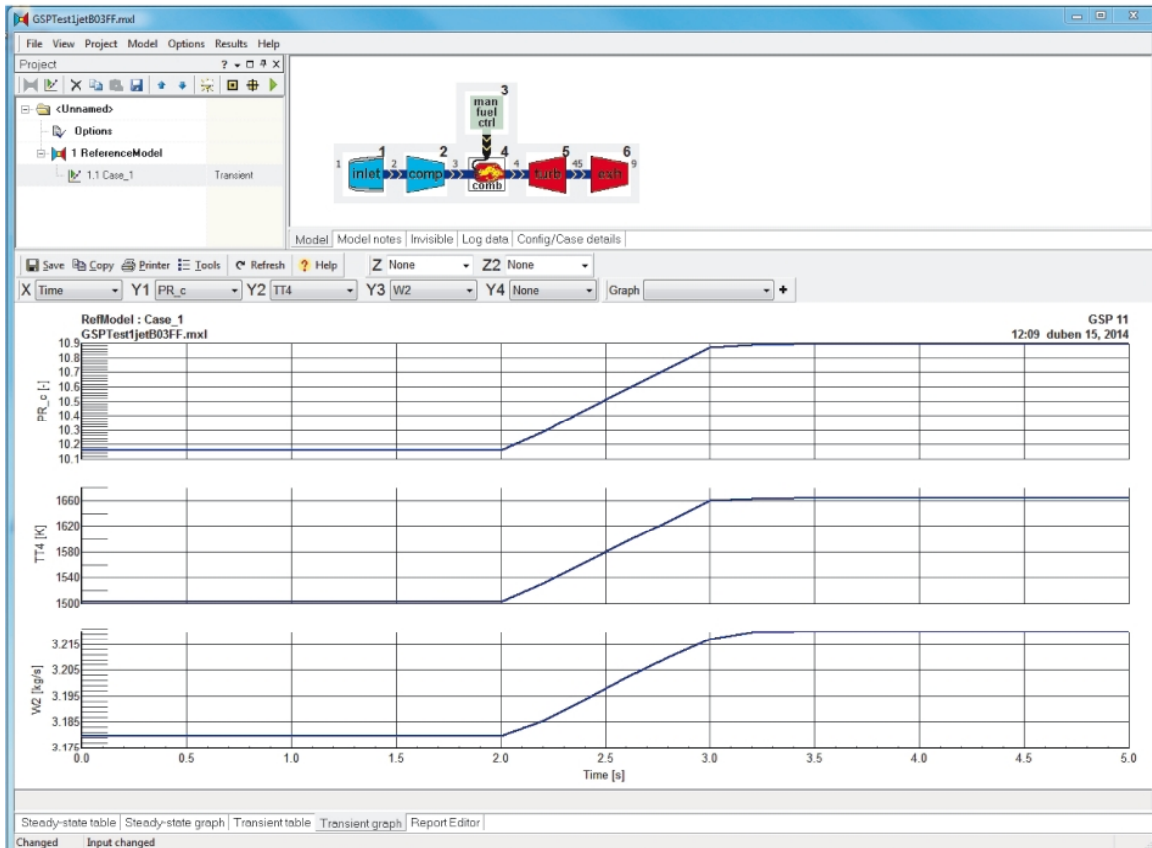 GSPTest1jetB03FF.mxl
File View Project Model Options Results Help
Project
<Unnamed>
Options
1 ReferenceModel
1.1 Case_1 Transient
3
man
fuel
ctrl
1 2 4 5 6
1 2 3 4 45 9
inlet comp comb turb exh
Model Model notes Invisible Log data Config/Case details
Save Copy Printer Tools Refresh Help Z None Z2 None
X Time Y1 PR_c Y2 TT4 Y3 W2 Y4 None Graph
RefModel : Case_1 GSP 11
GSPTest1jetB03FF.mxl 12:09 duben 15, 2014
PR_c [-]
10.9
10.7
10.6
10.5
10.3
10.2
10.1
TT4 [K]
1660
1620
1580
1540
1500
W2 [kg/s]
3.215
3.205
3.195
3.185
3.175
0.0 0.5 1.0 1.5 2.0 2.5 3.0 3.5 4.0 4.5 5.0
Time [s]
Steady-state table Steady-state graph Transient table Transient graph Report Editor
Changed Input changed